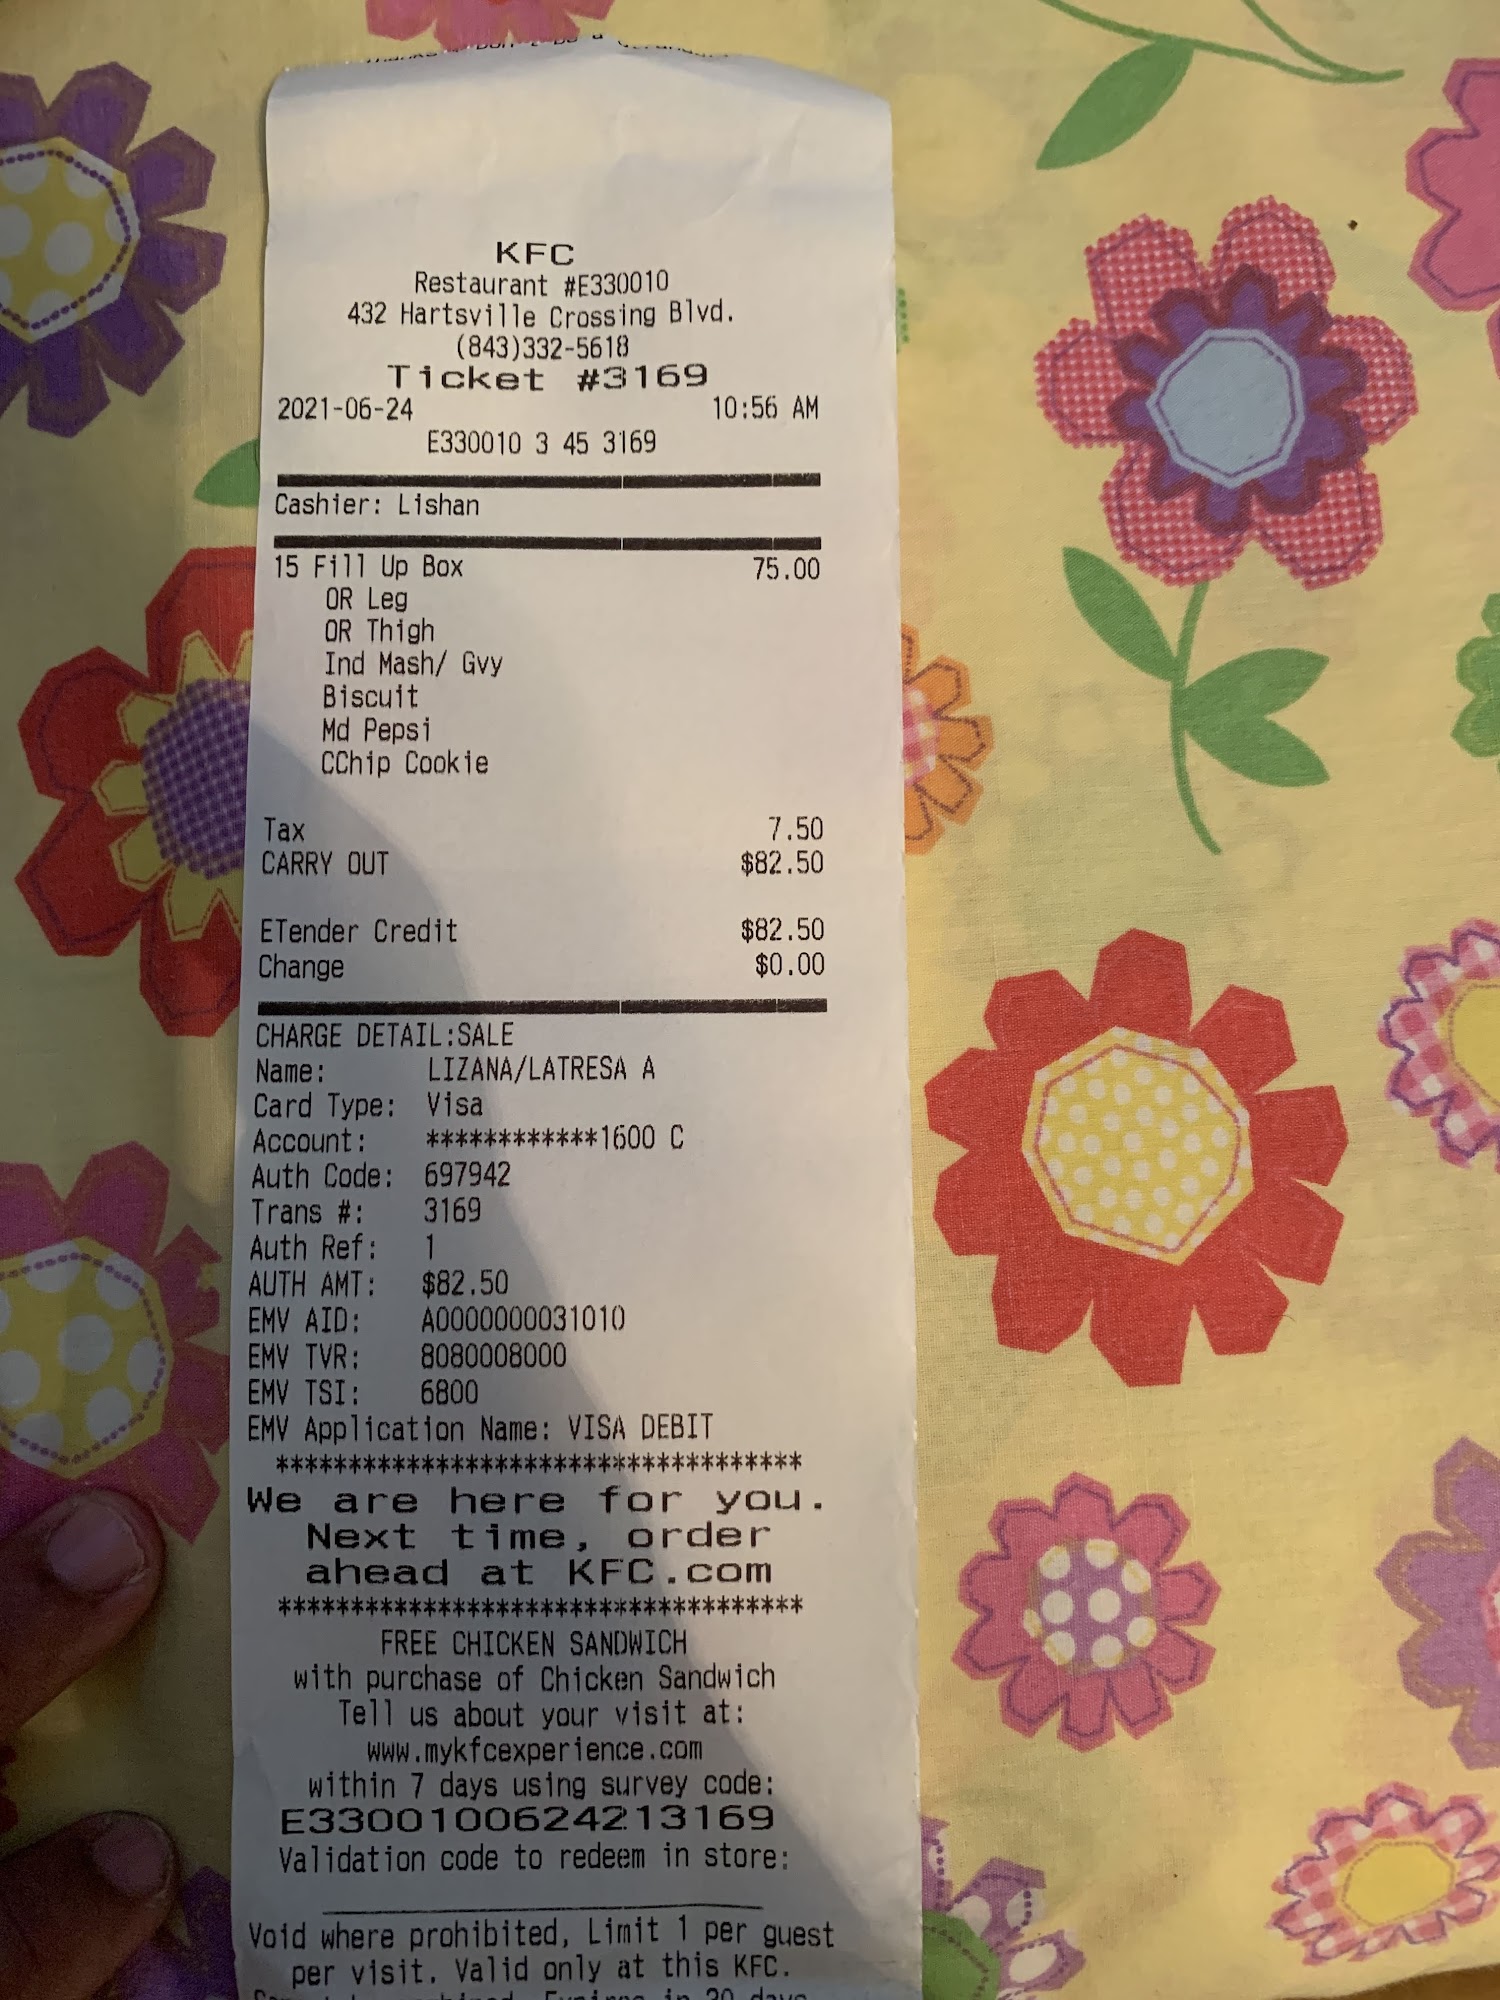 KFC
Restaurant #E330010
432 Hartsville Crossing Blvd.
(843)332-5618
Ticket #3169
2021-06-24 10:56 AM
E330010 3 45 3169
Cashier: Lishan
15 Fill Up Box 75.00
OR Leg
OR Thigh
Ind Mash/ Gvy
Biscuit
Md Pepsi
CChip Cookie
Tax 7.50
CARRY OUT $82.50
ETender Credit $82.50
Change $0.00
CHARGE DETAIL:SALE
Name: LIZANA/LATRESA A
Card Type: Visa
Account: ************1600 C
Auth Code: 697942
Trans #: 3169
Auth Ref: 1
AUTH AMT: $82.50
EMV AID: A0000000031010
EMV TVR: 8080008000
EMV TSI: 6800
EMV Application Name: VISA DEBIT
*************************************
We are here for you.
Next time, order
ahead at KFC.com
*************************************
FREE CHICKEN SANDWICH
with purchase of Chicken Sandwich
Tell us about your visit at:
www.mykfcexperience.com
within 7 days using survey code:
E3300100624213169
Validation code to redeem in store:
Void where prohibited, Limit 1 per guest
per visit. Valid only at this KFC.
Expires in 30 days